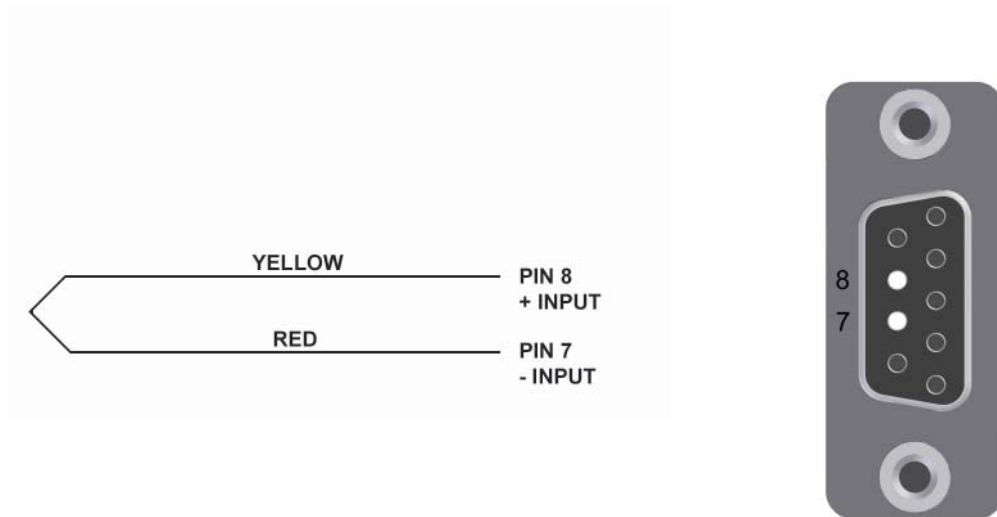 YELLOW
PIN 8
+ INPUT
RED
PIN 7
- INPUT
8
7